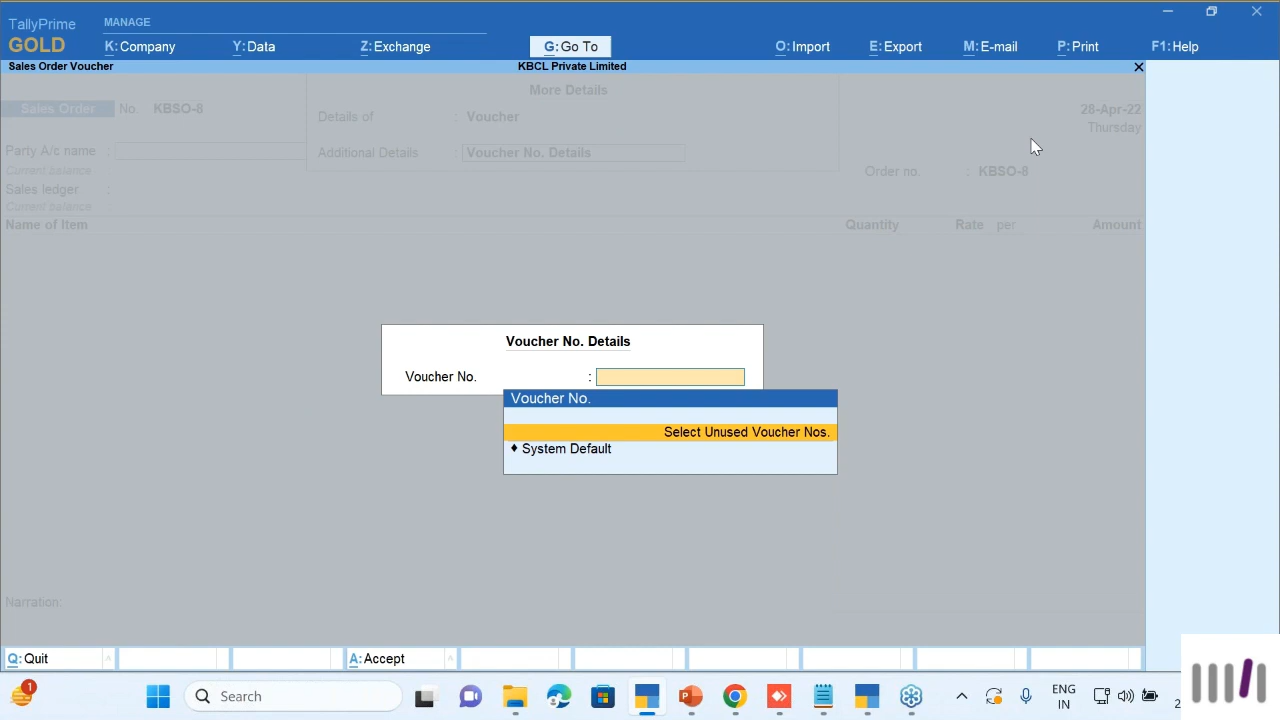 TallyPrime
GOLD
MANAGE
K:Company
Y:Data
Z:Exchange
G:Go To
O:Import
E:Export
M:E-mail
P:Print
F1:Help
Sales Order Voucher
KBCL Private Limited
More Details
Sales Order
No.
KBSO-8
28-Apr-22
Thursday
Details of : Voucher
Party A/c name :
Additional Details : Voucher No. Details
Current balance :
Order no. : KBSO-8
Sales ledger :
Current balance :
Name of Item
Quantity
Rate
per
Amount
Voucher No. Details
Voucher No. :
Voucher No.
Select Unused Voucher Nos.
♦ System Default
Narration:
Q:Quit
A:Accept
1
Search
ENG
IN
2